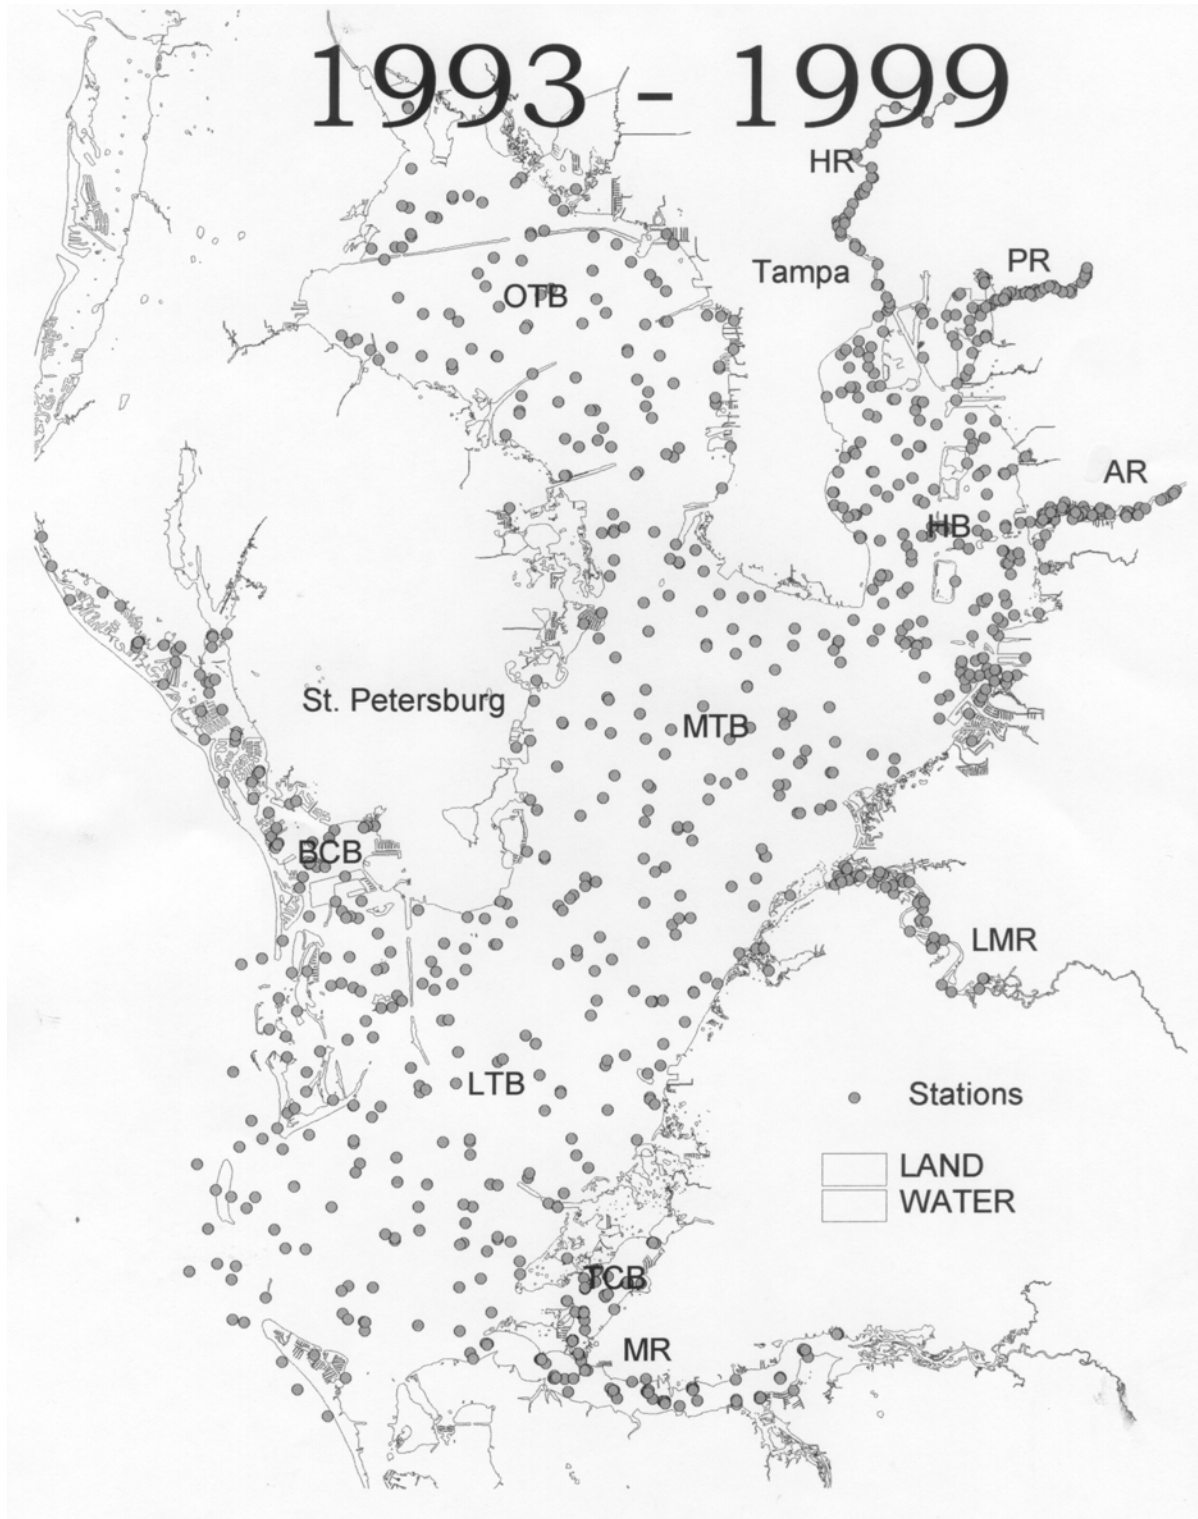 1993 - 1999
HR
PR
Tampa
OTB
AR
HB
St. Petersburg
MTB
BCB
LMR
LTB
Stations
LAND
WATER
TCB
MR